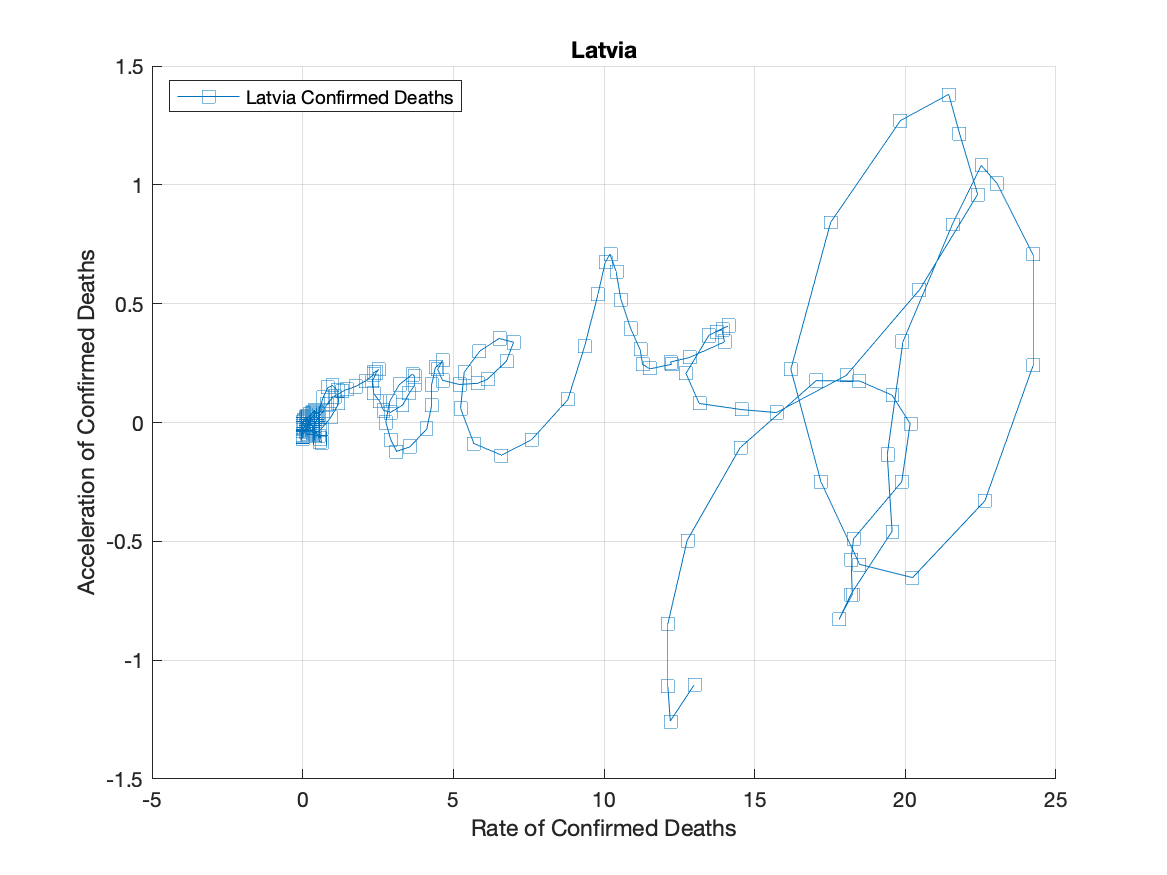 Latvia
1.5
Latvia Confirmed Deaths
1
0.5
0
-0.5
-1
-1.5
Acceleration of Confirmed Deaths
-5 0 5 10 15 20 25
Rate of Confirmed Deaths